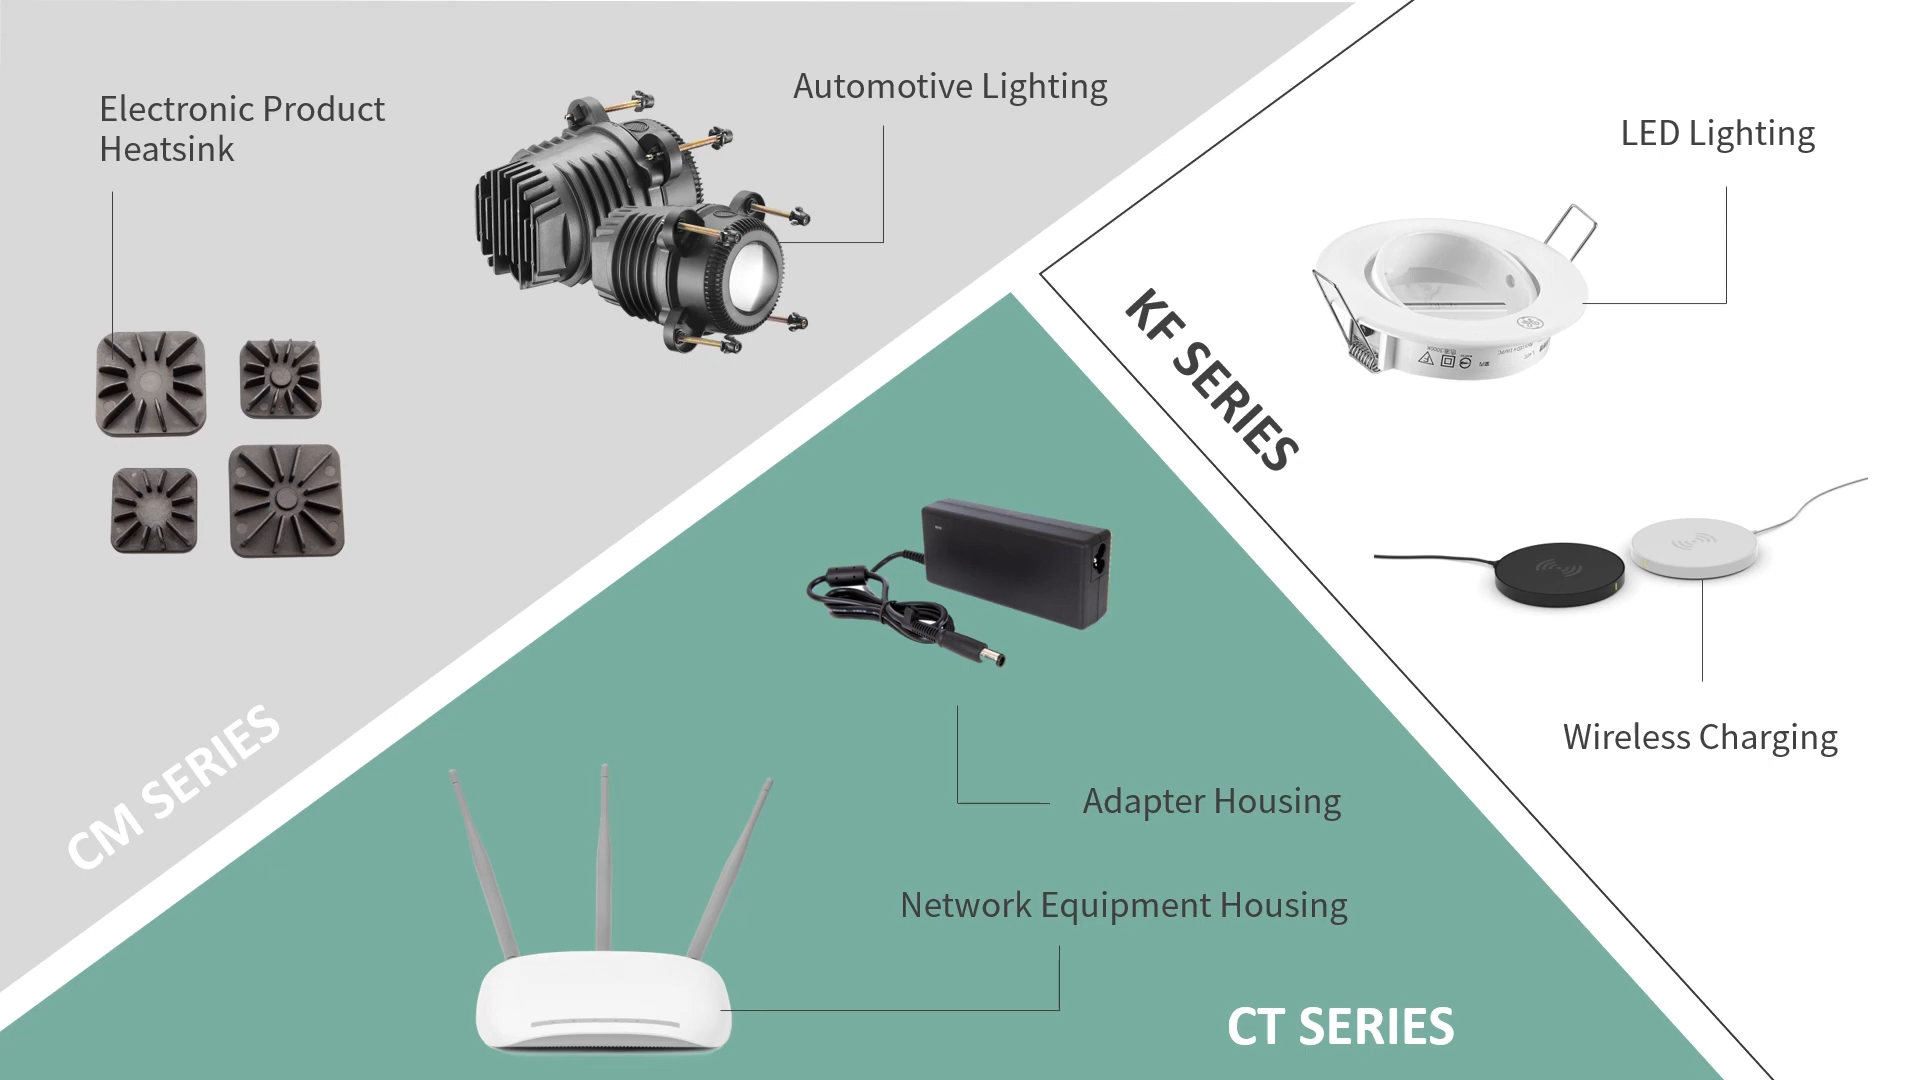 Electronic Product
Heatsink
Automotive Lighting
LED Lighting
KF SERIES
Wireless Charging
CM SERIES
Adapter Housing
Network Equipment Housing
CT SERIES